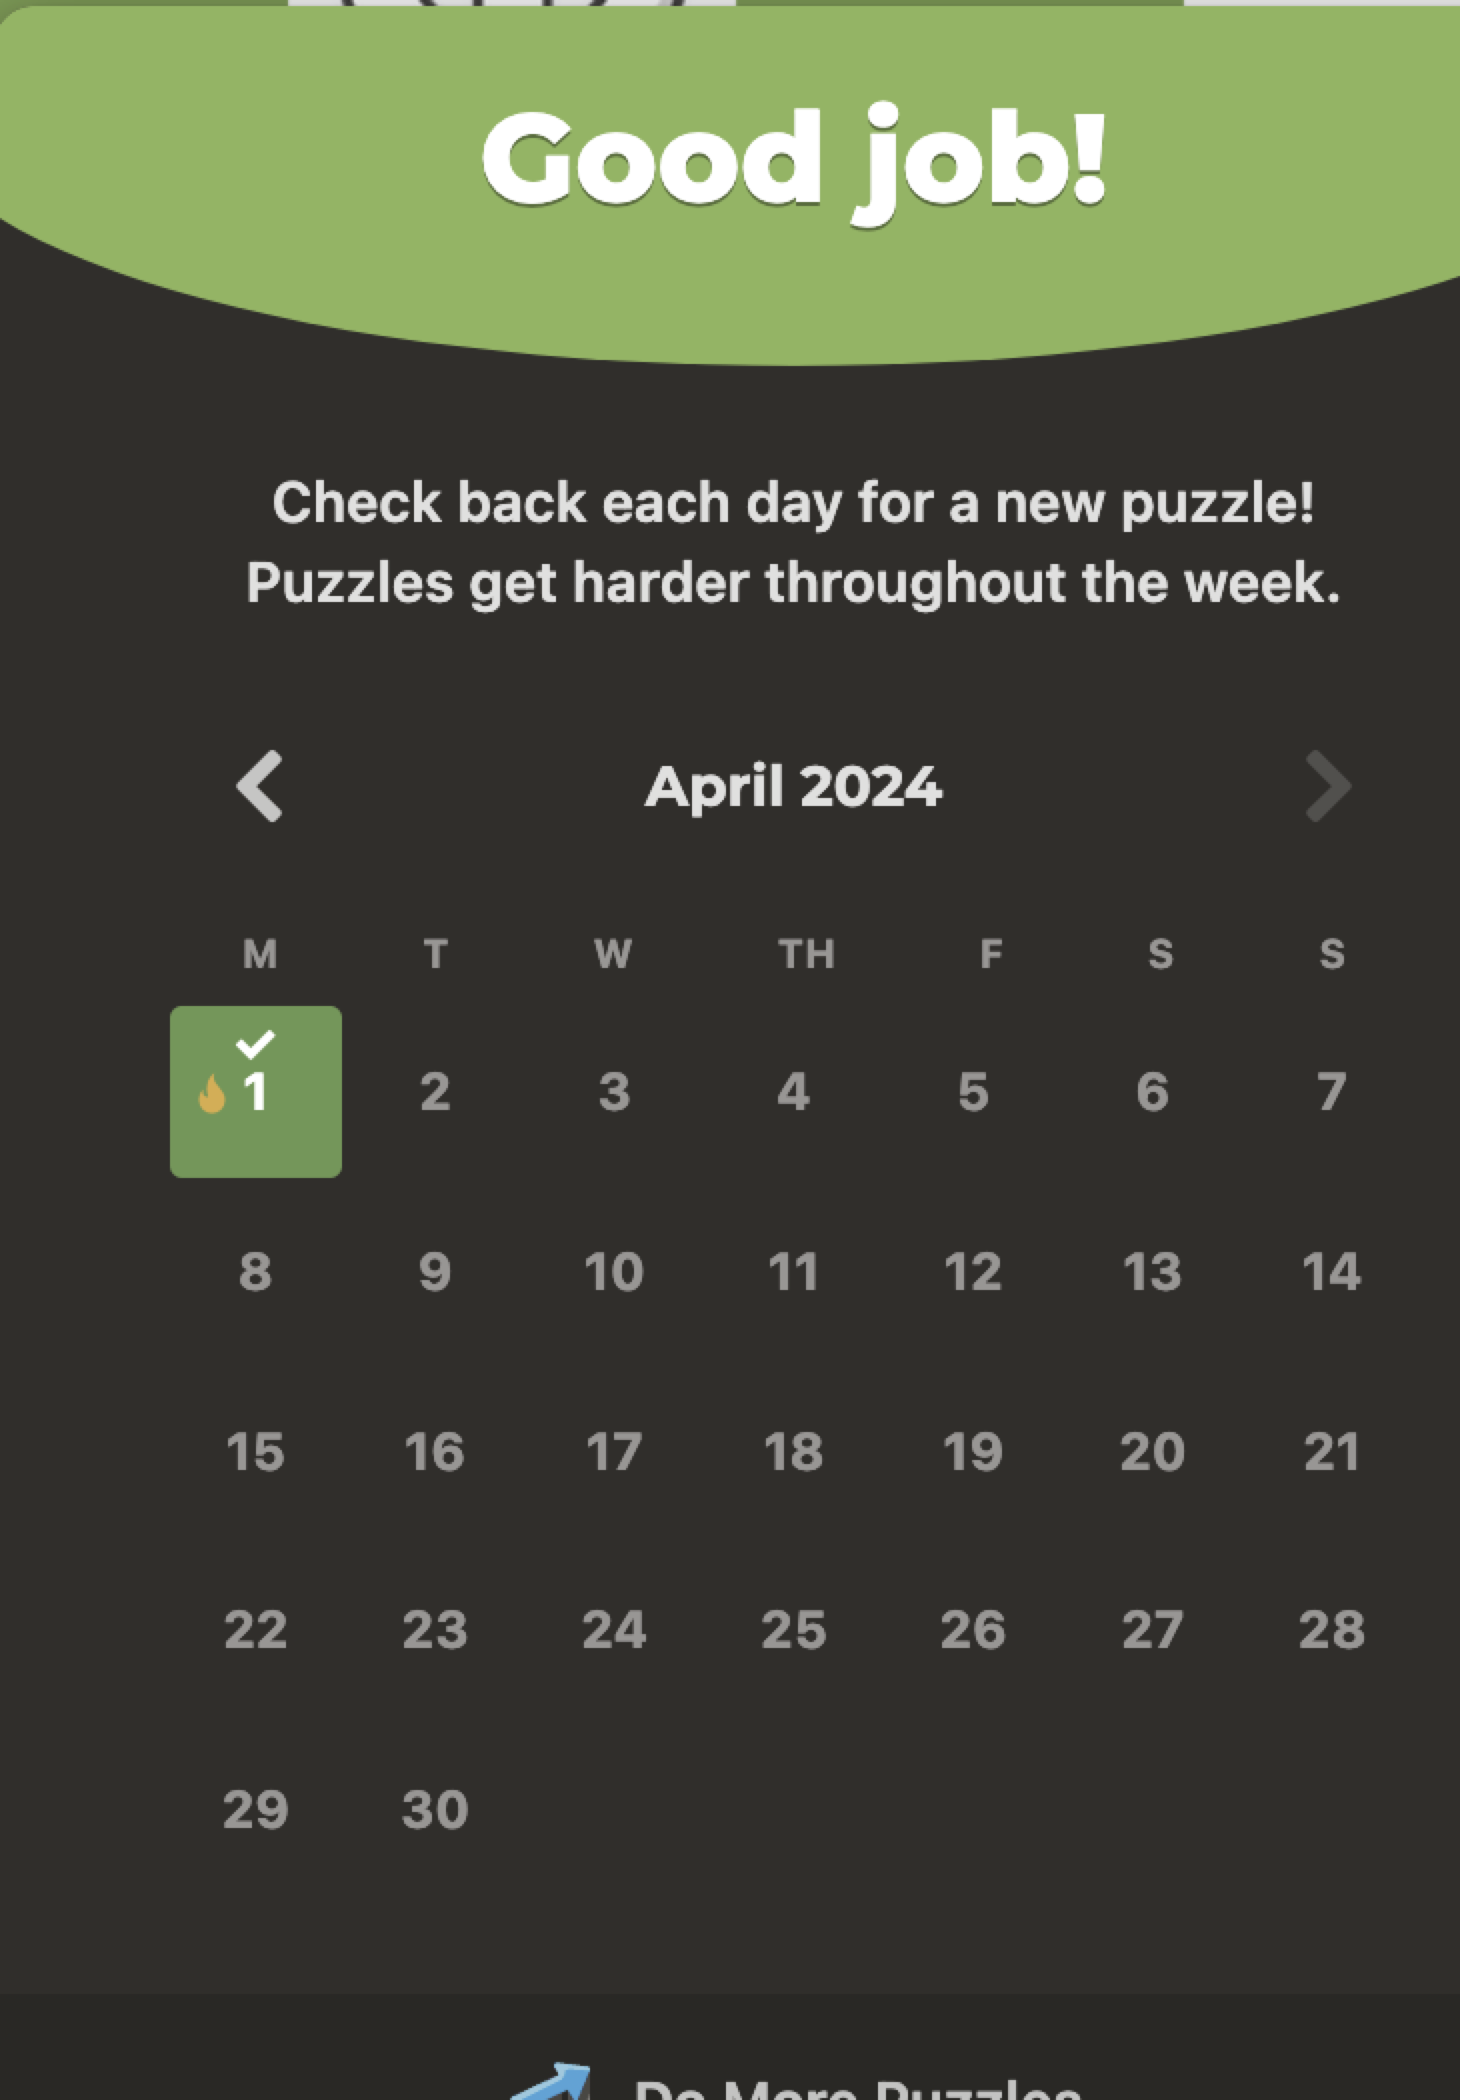 Good job!
Check back each day for a new puzzle!
Puzzles get harder throughout the week.
April 2024
M T W TH F S S
1 2 3 4 5 6 7
8 9 10 11 12 13 14
15 16 17 18 19 20 21
22 23 24 25 26 27 28
29 30
Do More Puzzles